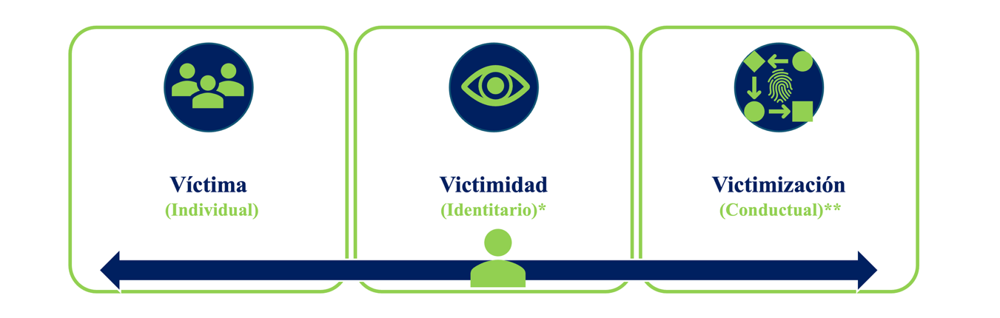 Víctima
(Individual)
Victimidad
(Identitario)*
Victimización
(Conductual)**